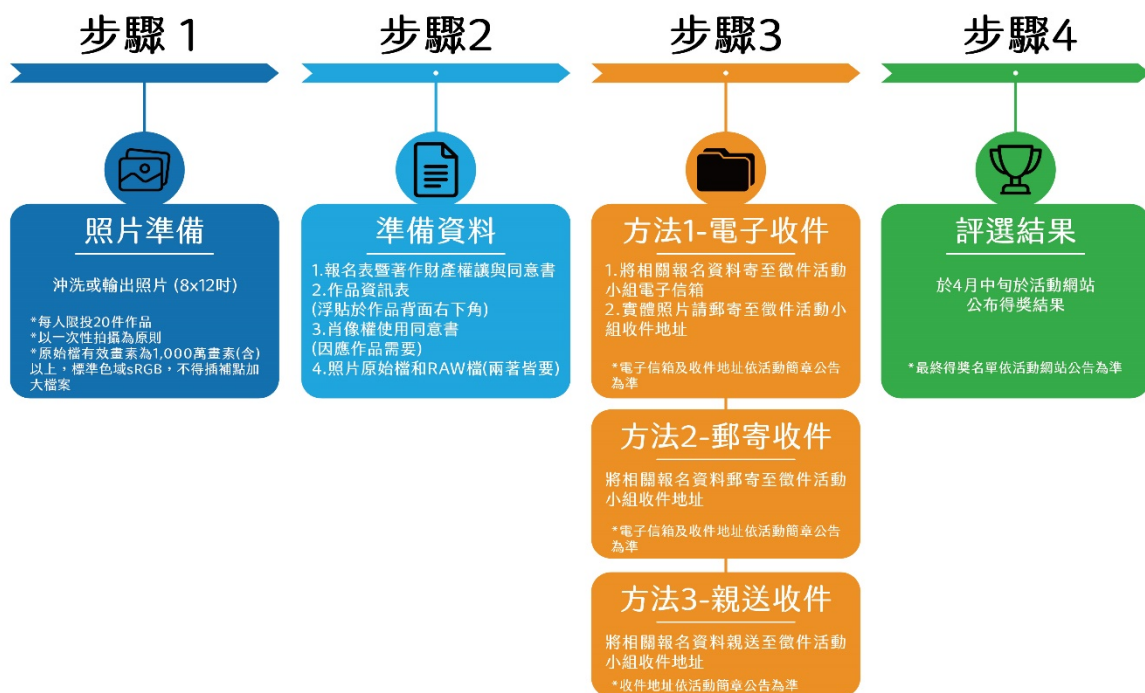 步驟 1
照片準備
沖洗或輸出照片 (8x12吋)
*每人限投20件作品
*以一次性拍攝為原則
*原始檔有效畫素為1,000萬畫素(含)
以上，標準色域sRGB，不得插補點加
大檔案
步驟2
準備資料
1.報名表暨著作財產權讓與同意書
2.作品資訊表
(浮貼於作品背面右下角)
3.肖像權使用同意書
(因應作品需要)
4.照片原始檔和RAW檔(兩著皆要)
步驟3
方法1-電子收件
1.將相關報名資料寄至徵件活動
小組電子信箱
2.實體照片請郵寄至徵件活動小
組收件地址
*電子信箱及收件地址依活動簡章公告
為準
方法2-郵寄收件
將相關報名資料郵寄至徵件活動
小組收件地址
*電子信箱及收件地址依活動簡章公告
為準
方法3-親送收件
將相關報名資料親送至徵件活動
小組收件地址
*收件地址依活動簡章公告為準
步驟4
評選結果
於4月中旬於活動網站
公布得獎結果
*最終得獎名單依活動網站公告為準